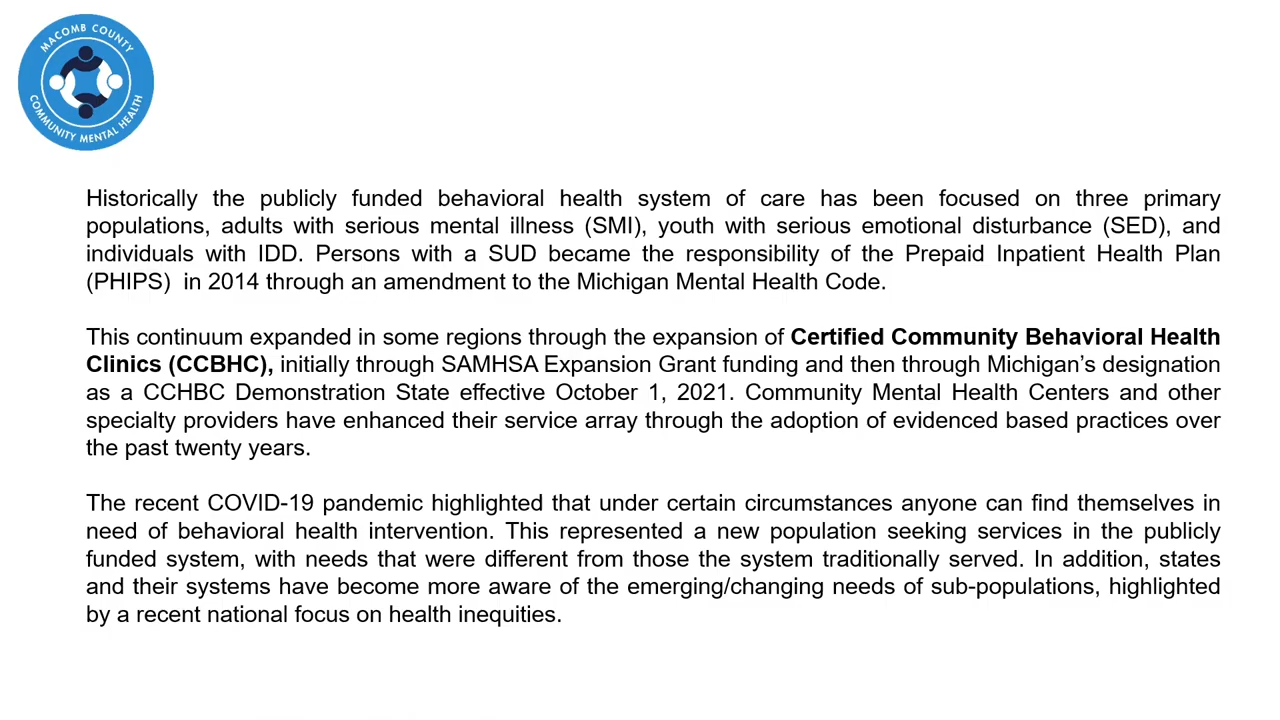 MACOMB COUNTY
COMMUNITY MENTAL HEALTH
Historically the publicly funded behavioral health system of care has been focused on three primary
populations, adults with serious mental illness (SMI), youth with serious emotional disturbance (SED), and
individuals with IDD. Persons with a SUD became the responsibility of the Prepaid Inpatient Health Plan
(PHIPS) in 2014 through an amendment to the Michigan Mental Health Code.
This continuum expanded in some regions through the expansion of Certified Community Behavioral Health
Clinics (CCBHC), initially through SAMHSA Expansion Grant funding and then through Michigan’s designation
as a CCHBC Demonstration State effective October 1, 2021. Community Mental Health Centers and other
specialty providers have enhanced their service array through the adoption of evidenced based practices over
the past twenty years.
The recent COVID-19 pandemic highlighted that under certain circumstances anyone can find themselves in
need of behavioral health intervention. This represented a new population seeking services in the publicly
funded system, with needs that were different from those the system traditionally served. In addition, states
and their systems have become more aware of the emerging/changing needs of sub-populations, highlighted
by a recent national focus on health inequities.